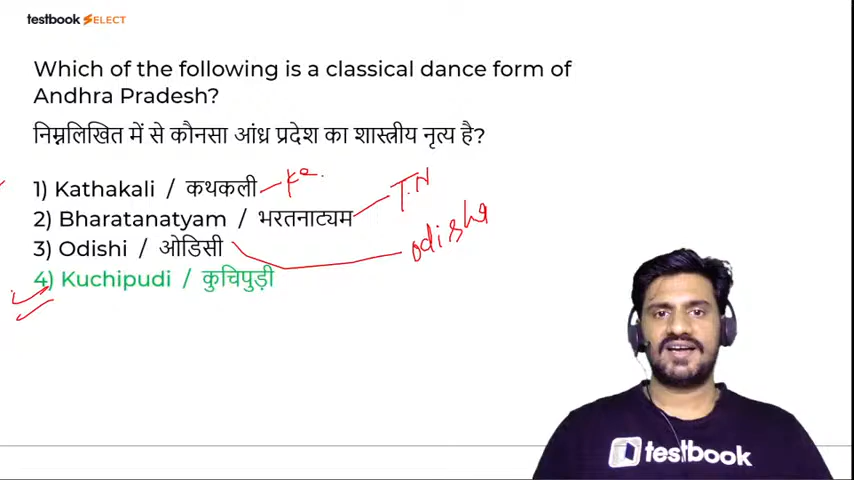 testbook SELECT
Which of the following is a classical dance form of
Andhra Pradesh?
निम्नलिखित में से कौनसा आंध्र प्रदेश का शास्त्रीय नृत्य है?
1) Kathakali / कथकली
2) Bharatanatyam / भरतनाट्यम T.N
3) Odishi / ओडिसी odisha
4) Kuchipudi / कुचिपुड़ी
testbook